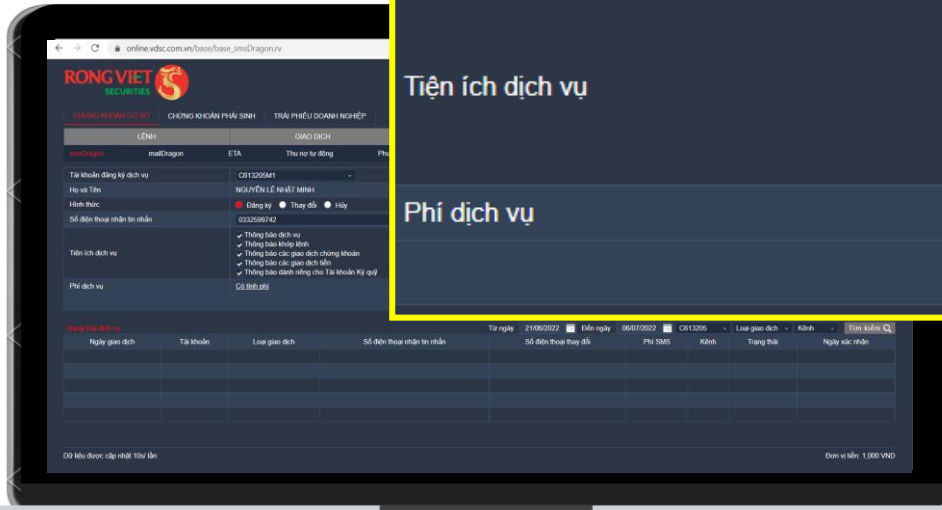 online.vdsc.com.vn/base/base_smsDragon.rv
RONG VIET
SECURITIES
CHỨNG KHOÁN CƠ SỞ CHỨNG KHOÁN PHÁI SINH TRÁI PHIẾU DOANH NGHIỆP
LỆNH GIAO DỊCH
smsDragon mailDragon ETA Thu nợ tự động
Tài khoản đăng ký dịch vụ C613205M1
Họ và Tên NGUYỄN LÊ NHẬT MINH
Hình thức Đăng ký Thay đổi Hủy
Số điện thoại nhận tin nhắn 0332599742
Tiện ích dịch vụ
✓ Thông báo dịch vụ
✓ Thông báo khớp lệnh
✓ Thông báo các giao dịch chứng khoán
✓ Thông báo các giao dịch tiền
✓ Thông báo dành riêng cho Tài khoản Ký quỹ
Phí dịch vụ Có tính phí
Tiện ích dịch vụ
Phí dịch vụ
Trạng thái dịch vụ Từ ngày 21/06/2022 Đến ngày 06/07/2022 C613205 Loại giao dịch Kênh Tìm kiếm
Ngày giao dịch Tài khoản Loại giao dịch Số điện thoại nhận tin nhắn Số điện thoại thay đổi Phí SMS Kênh Trạng thái Ngày xác nhận
Dữ liệu được cập nhật 10s/ lần Đơn vị tiền: 1,000 VND